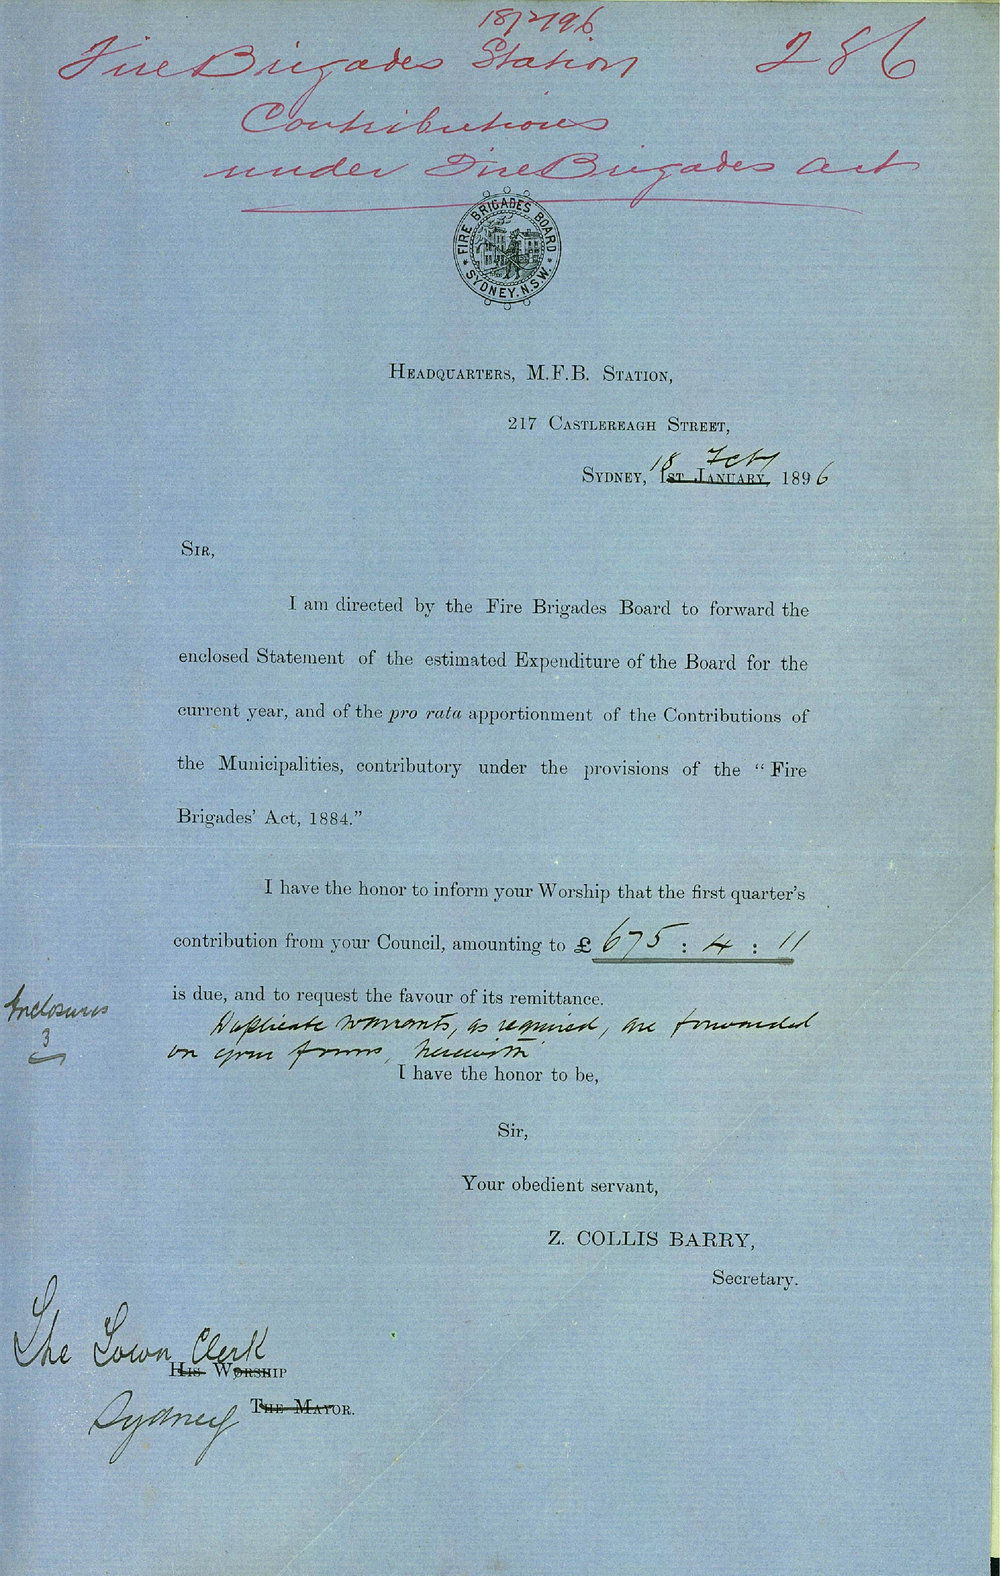 18/2/96
Fire Brigades Station 286
Contributions
under Fire Brigades Act
FIRE BRIGADES BOARD
* SYDNEY. N.S.W. *
HEADQUARTERS, M.F.B. STATION,
217 CASTLEREAGH STREET,
18 Feby
SYDNEY, 1ST JANUARY, 1896
SIR,
I am directed by the Fire Brigades Board to forward the
enclosed Statement of the estimated Expenditure of the Board for the
current year, and of the pro rata apportionment of the Contributions of
the Municipalities, contributory under the provisions of the “Fire
Brigades’ Act, 1884.”
I have the honor to inform your Worship that the first quarter’s
contribution from your Council, amounting to £ 675 : 4 : 11
is due, and to request the favour of its remittance.
Enclosures
3
Duplicate warrants, as required, are forwarded
on your forms, herewith
I have the honor to be,
Sir,
Your obedient servant,
Z. COLLIS BARRY,
Secretary.
The Town Clerk
HIS WORSHIP
THE MAYOR.
Sydney